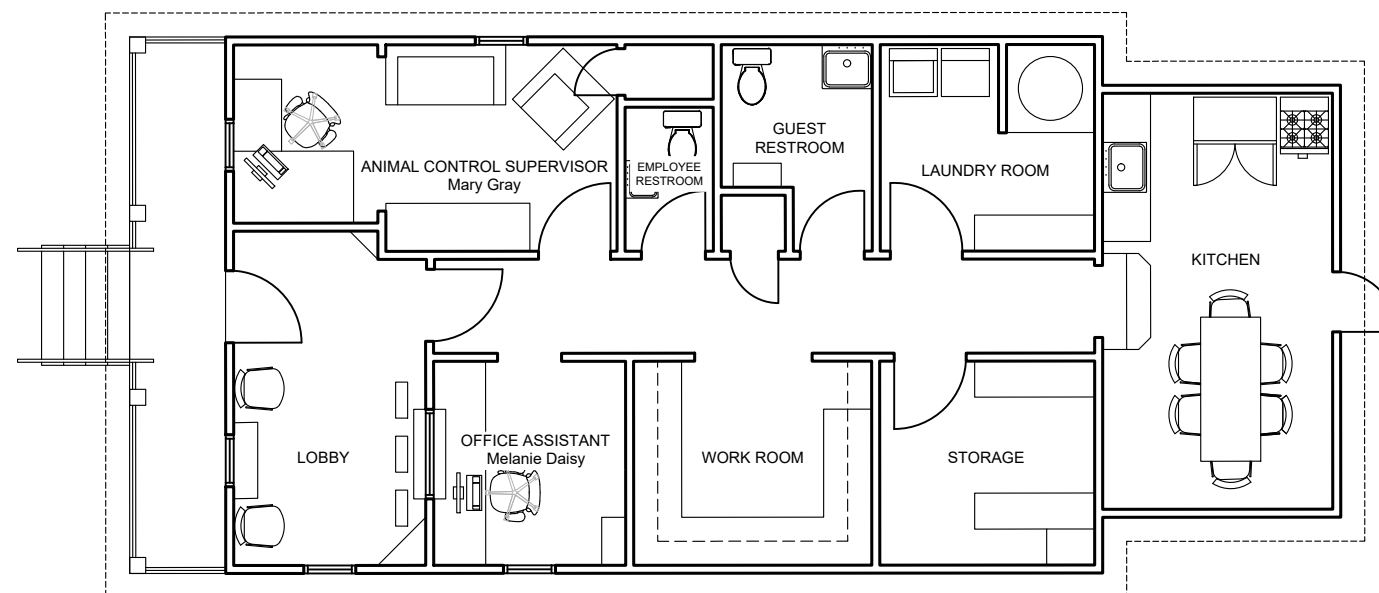 ANIMAL CONTROL SUPERVISOR
Mary Gray
EMPLOYEE
RESTROOM
GUEST
RESTROOM
LAUNDRY ROOM
KITCHEN
LOBBY
OFFICE ASSISTANT
Melanie Daisy
WORK ROOM
STORAGE